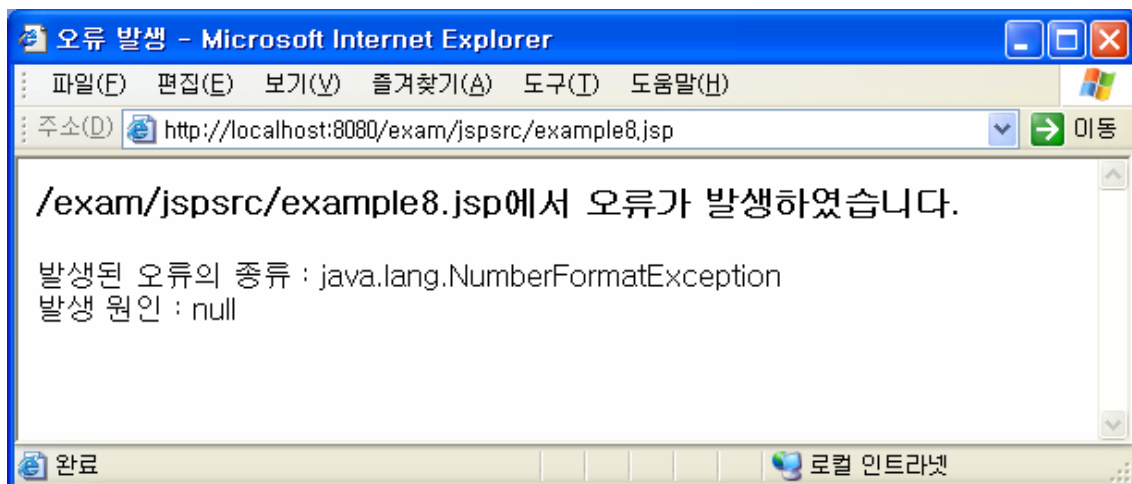 오류 발생 - Microsoft Internet Explorer
파일(F) 편집(E) 보기(V) 즐겨찾기(A) 도구(T) 도움말(H)
주소(D) http://localhost:8080/exam/jspsrc/example8.jsp 이동
/exam/jspsrc/example8.jsp에서 오류가 발생하였습니다.
발생된 오류의 종류 : java.lang.NumberFormatException
발생 원인 : null
완료 로컬 인트라넷